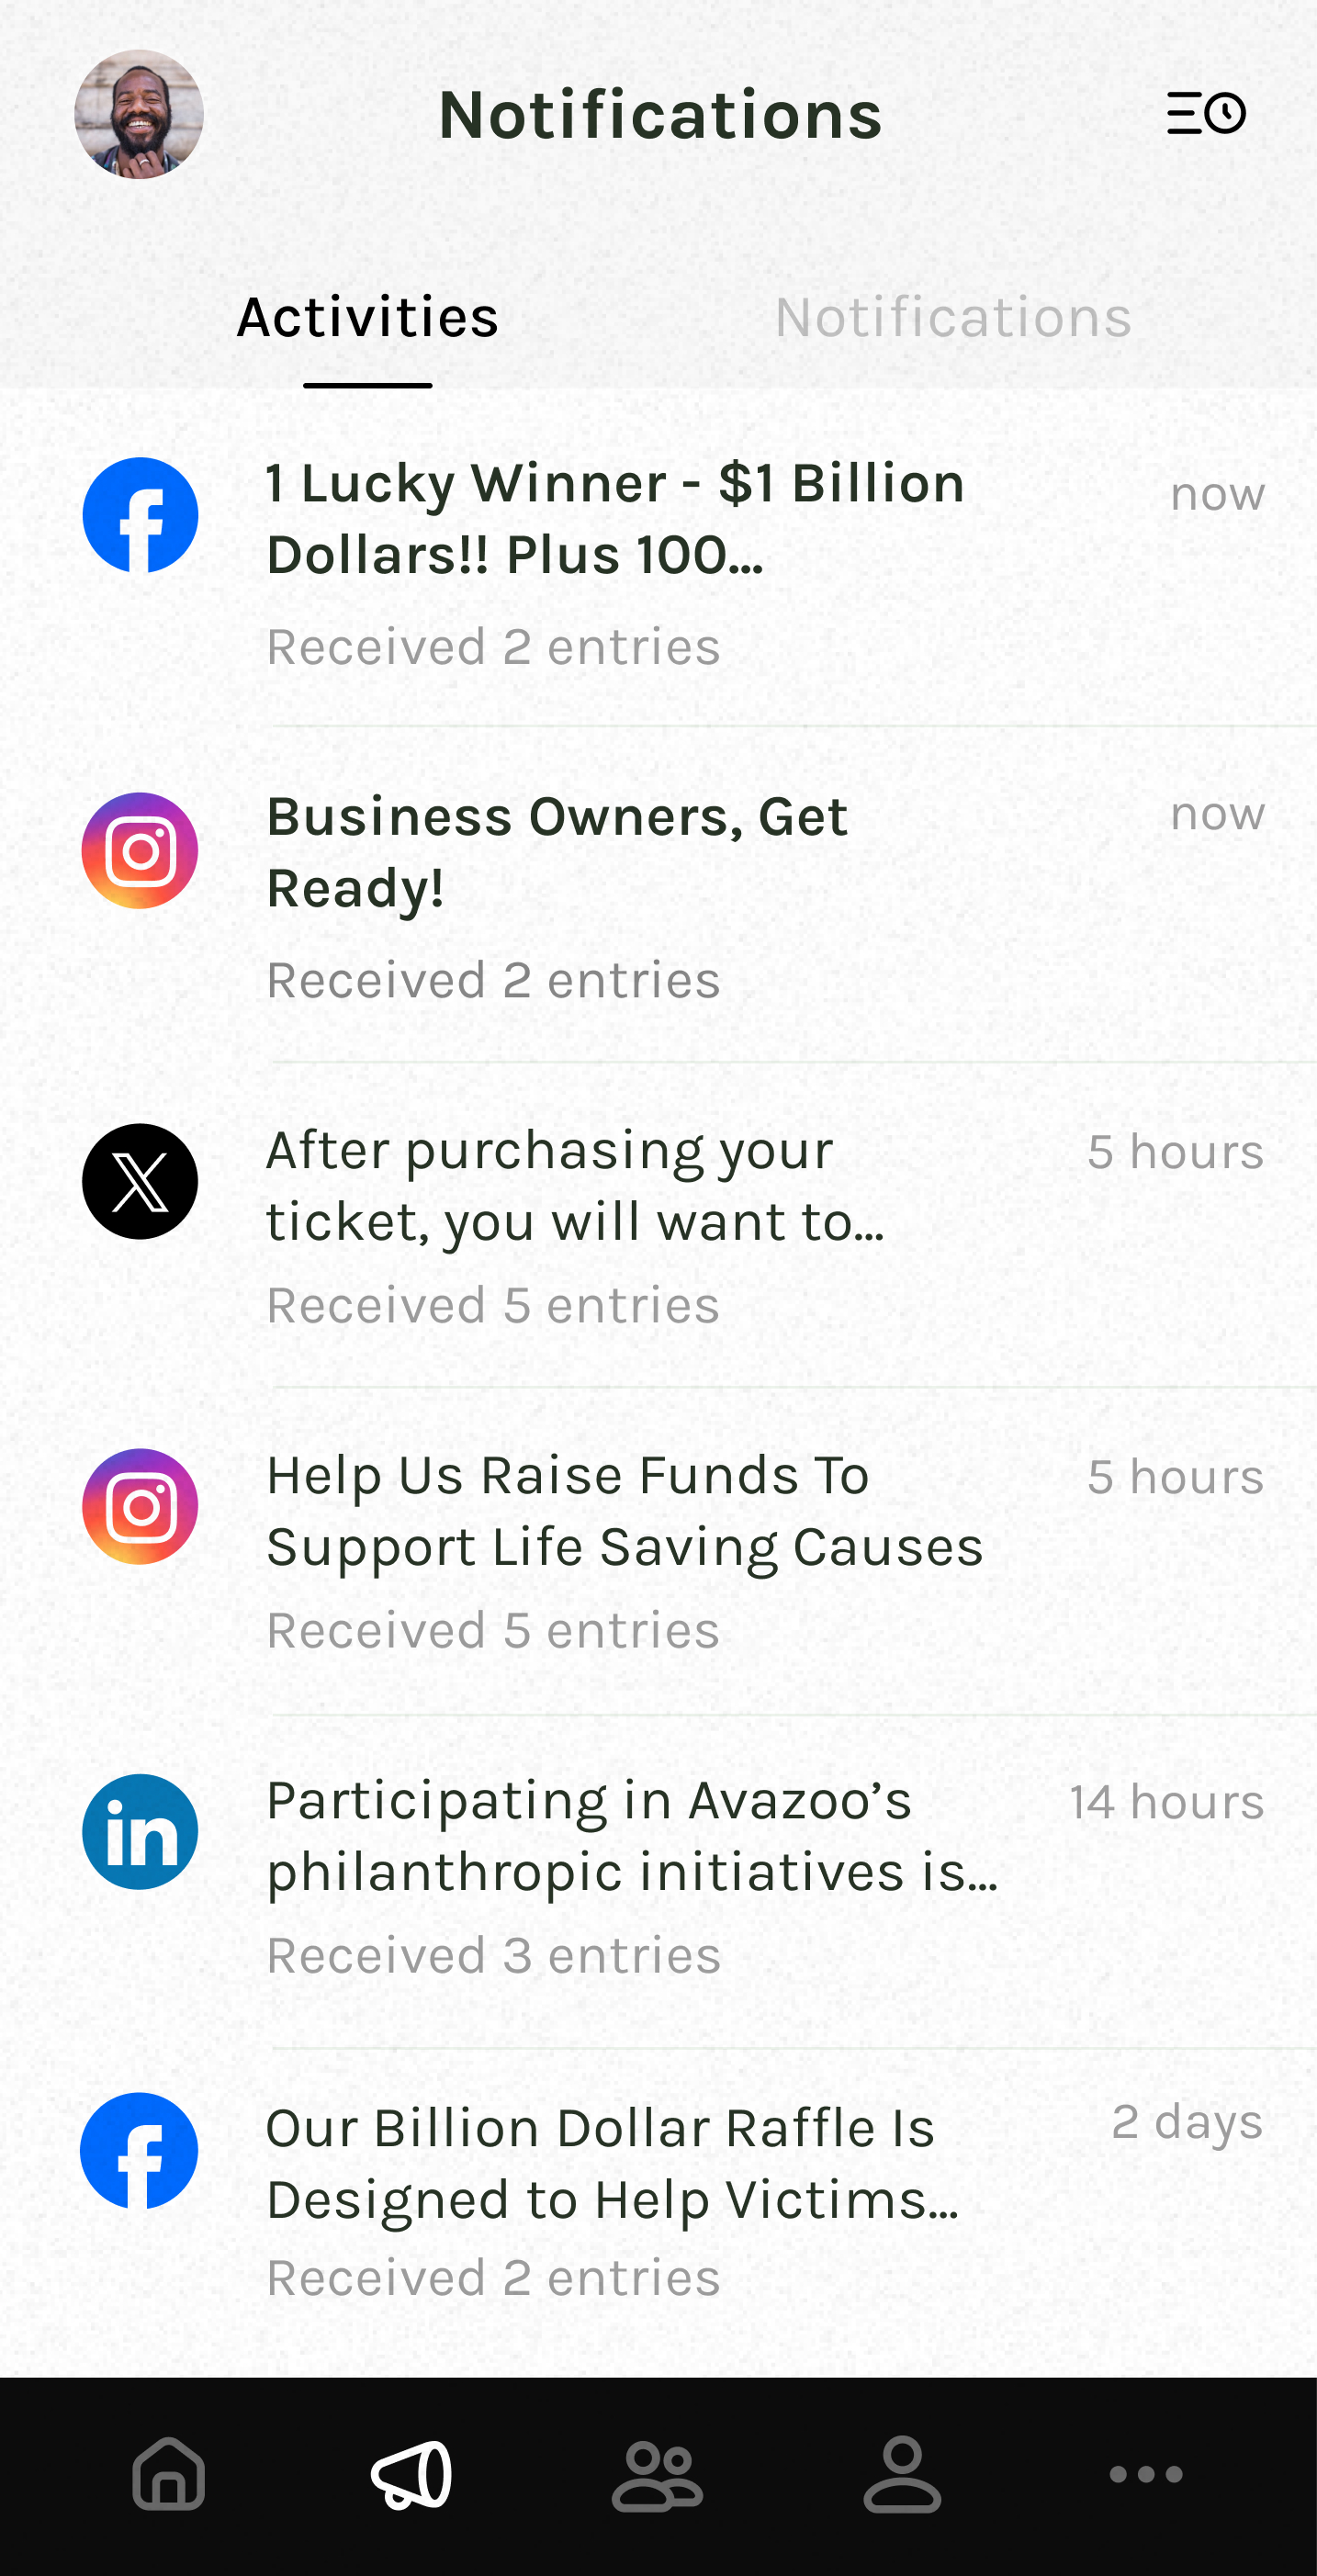 Notifications
Activities
Notifications
1 Lucky Winner - $1 Billion
now
Dollars!! Plus 100...
Received 2 entries
Business Owners, Get
now
Ready!
Received 2 entries
After purchasing your
5 hours
ticket, you will want to...
Received 5 entries
Help Us Raise Funds To
5 hours
Support Life Saving Causes
Received 5 entries
in
Participating in Avazoo’s
14 hours
philanthropic initiatives is...
Received 3 entries
Our Billion Dollar Raffle Is
2 days
Designed to Help Victims...
Received 2 entries